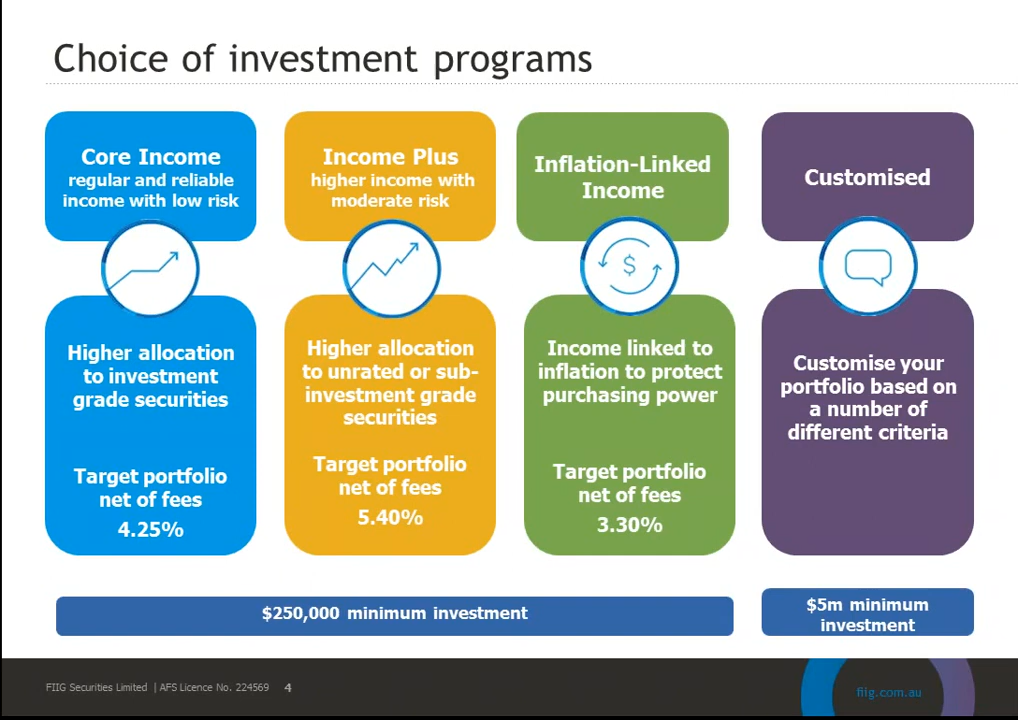 Choice of investment programs
Core Income
regular and reliable
income with low risk
Higher allocation
to investment
grade securities
Target portfolio
net of fees
4.25%
Income Plus
higher income with
moderate risk
Higher allocation
to unrated or sub-
investment grade
securities
Target portfolio
net of fees
5.40%
Inflation-Linked
Income
$
Income linked to
inflation to protect
purchasing power
Target portfolio
net of fees
3.30%
Customised
Customise your
portfolio based on
a number of
different criteria
$250,000 minimum investment
$5m minimum
investment
FIIG Securities Limited | AFS Licence No. 224569 4
fiig.com.au